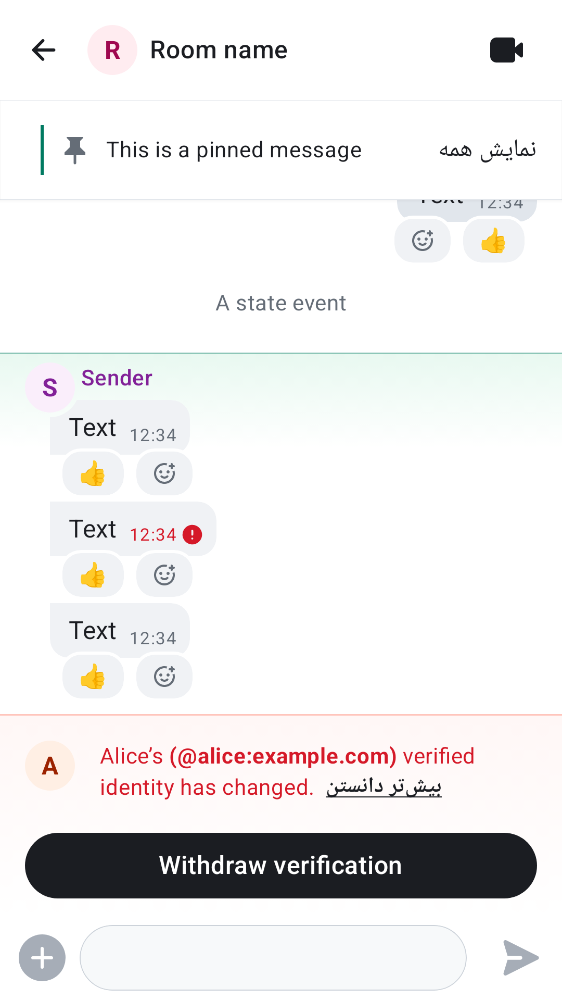 R Room name
This is a pinned message نمایش همه
Text 12:34
👍
A state event
S Sender
Text 12:34
👍
Text 12:34
👍
Text 12:34
👍
A Alice’s (@alice:example.com) verified
identity has changed. بیش‌تر دانستن
Withdraw verification